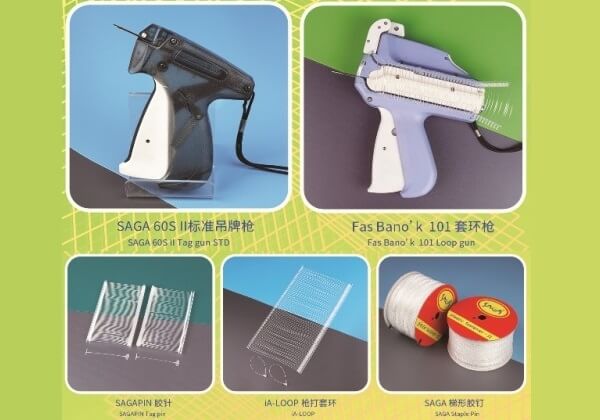 SAGA 60S II标准吊牌枪
SAGA 60S II Tag gun STD
Fas Bano'k 101 套环枪
Fas Bano'k 101 Loop gun
SAGAPIN 胶针
SAGAPIN Tag pin
iA-LOOP 枪打套环
iA-LOOP
SAGA 梯形胶钉
SAGA Staple Pin
SAGA
SAGA